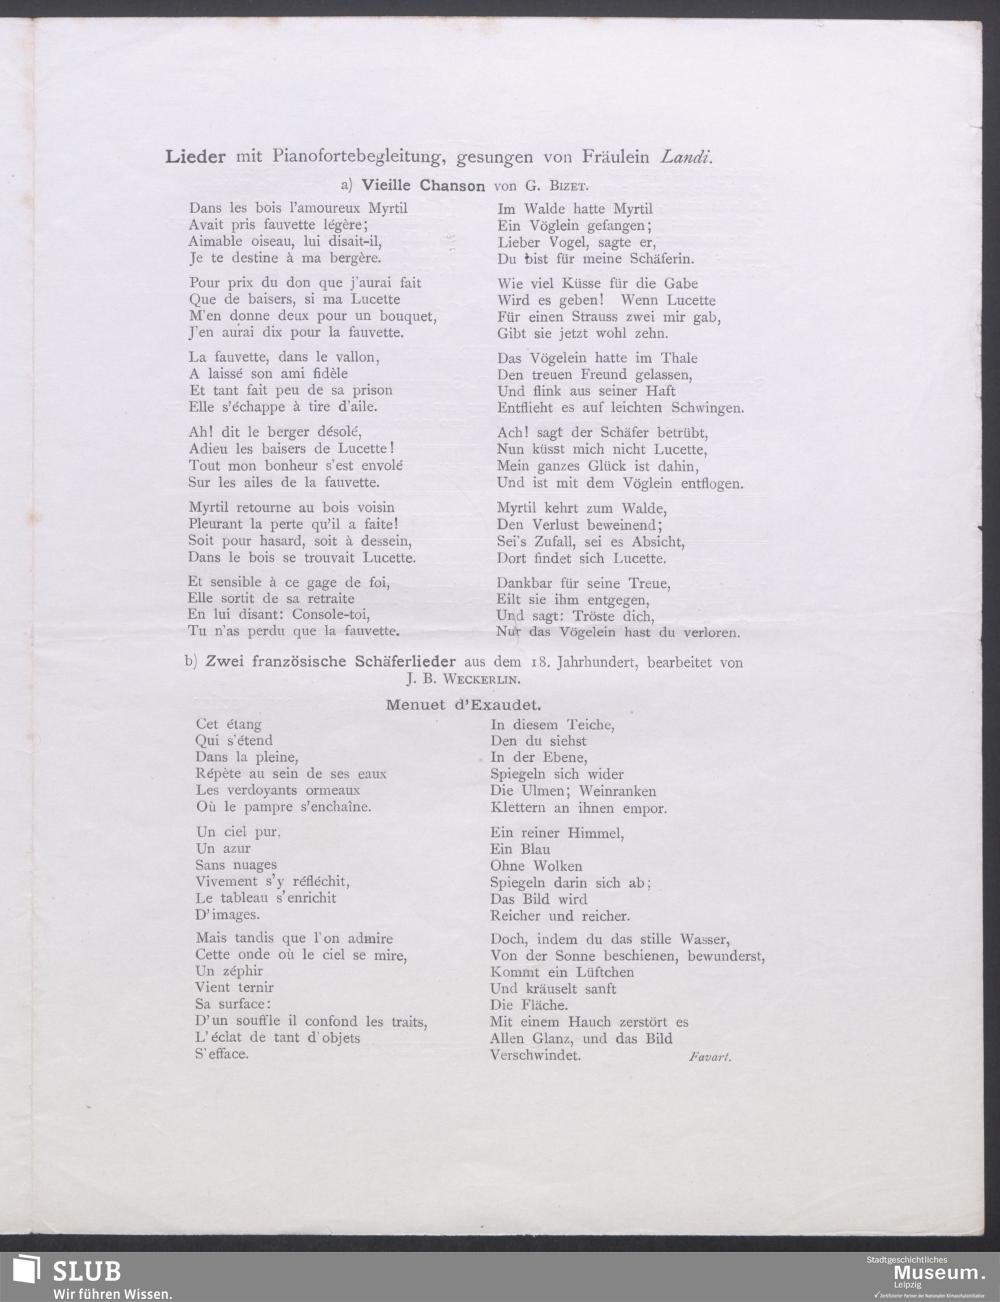 Lieder mit Pianofortebegleitung, gesungen von Fräulein Landi.
a) Vieille Chanson von G. BIZET.
Dans les bois l'amoureux Myrtil
Avait pris fauvette légère;
Aimable oiseau, lui disait-il,
Je te destine à ma bergère.
Pour prix du don que j'aurai fait
Que de baisers, si ma Lucette
M'en donne deux pour un bouquet,
J'en aurai dix pour la fauvette.
La fauvette, dans le vallon,
A laissé son ami fidèle
Et tant fait peu de sa prison
Elle s'échappe à tire d'aile.
Ah! dit le berger désolé,
Adieu les baisers de Lucette!
Tout mon bonheur s'est envolé
Sur les ailes de la fauvette.
Myrtil retourne au bois voisin
Pleurant la perte qu'il a faite!
Soit pour hasard, soit à dessein,
Dans le bois se trouvait Lucette.
Et sensible à ce gage de foi,
Elle sortit de sa retraite
En lui disant: Console-toi,
Tu n'as perdu que la fauvette.
Im Walde hatte Myrtil
Ein Vöglein gefangen;
Lieber Vogel, sagte er,
Du bist für meine Schäferin.
Wie viel Küsse für die Gabe
Wird es geben! Wenn Lucette
Für einen Strauss zwei mir gab,
Gibt sie jetzt wohl zehn.
Das Vögelein hatte im Thale
Den treuen Freund gelassen,
Und flink aus seiner Haft
Entflieht es auf leichten Schwingen.
Ach! sagt der Schäfer betrübt,
Nun küsst mich nicht Lucette,
Mein ganzes Glück ist dahin,
Und ist mit dem Vöglein entflogen.
Myrtil kehrt zum Walde,
Den Verlust beweinend;
Sei's Zufall, sei es Absicht,
Dort findet sich Lucette.
Dankbar für seine Treue,
Eilt sie ihm entgegen,
Und sagt: Tröste dich,
Nur das Vögelein hast du verloren.
b) Zwei französische Schäferlieder aus dem 18. Jahrhundert, bearbeitet von
J. B. WECKERLIN.
Menuet d'Exaudet.
Cet étang
Qui s'étend
Dans la pleine,
Répète au sein de ses eaux
Les verdoyants ormeaux
Où le pampre s'enchaîne.
Un ciel pur,
Un azur
Sans nuages
Vivement s'y réfléchit,
Le tableau s'enrichit
D'images.
Mais tandis que l'on admire
Cette onde où le ciel se mire,
Un zéphir
Vient ternir
Sa surface:
D'un souffle il confond les traits,
L'éclat de tant d'objets
S'efface.
In diesem Teiche,
Den du siehst
In der Ebene,
Spiegeln sich wider
Die Ulmen; Weinranken
Klettern an ihnen empor.
Ein reiner Himmel,
Ein Blau
Ohne Wolken
Spiegeln darin sich ab;
Das Bild wird
Reicher und reicher.
Doch, indem du das stille Wasser,
Von der Sonne beschienen, bewunderst,
Kommt ein Lüftchen
Und kräuselt sanft
Die Fläche.
Mit einem Hauch zerstört es
Allen Glanz, und das Bild
Verschwindet. Favart.
SLUB
Wir führen Wissen.
Stadtgeschichtliches
Museum.
Leipzig
Zertifizierter Partner der Nationalen Klimaschutzinitiative